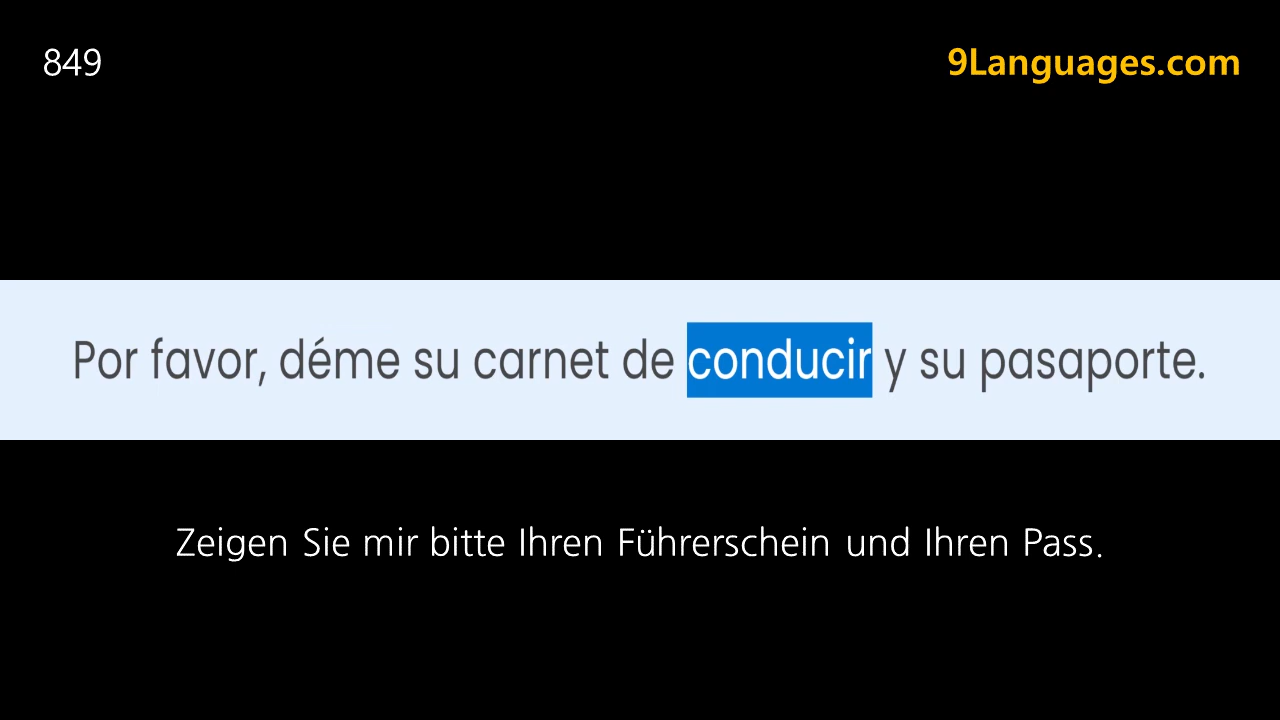 849
9Languages.com
Por favor, déme su carnet de conducir y su pasaporte.
Zeigen Sie mir bitte Ihren Führerschein und Ihren Pass.